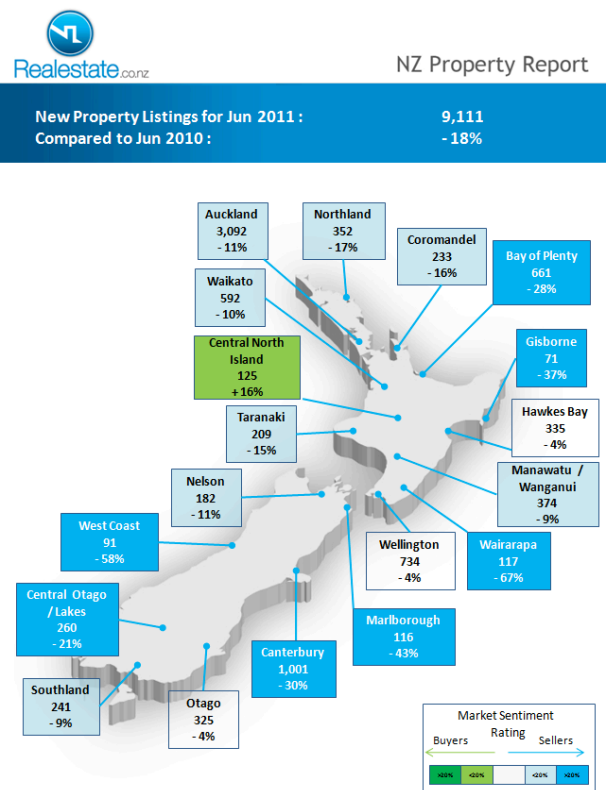 Realestate.co.nz
NZ Property Report
New Property Listings for Jun 2011 : 9,111
Compared to Jun 2010 : - 18%
Auckland
3,092
- 11%
Northland
352
- 17%
Coromandel
233
- 16%
Bay of Plenty
661
- 28%
Waikato
592
- 10%
Central North
Island
125
+ 16%
Gisborne
71
- 37%
Taranaki
209
- 15%
Hawkes Bay
335
- 4%
Manawatu /
Wanganui
374
- 9%
Nelson
182
- 11%
West Coast
91
- 58%
Wellington
734
- 4%
Wairarapa
117
- 67%
Central Otago
/ Lakes
260
- 21%
Marlborough
116
- 43%
Canterbury
1,001
- 30%
Southland
241
- 9%
Otago
325
- 4%
Market Sentiment
Rating
Buyers Sellers
>20% <20% <20% >20%